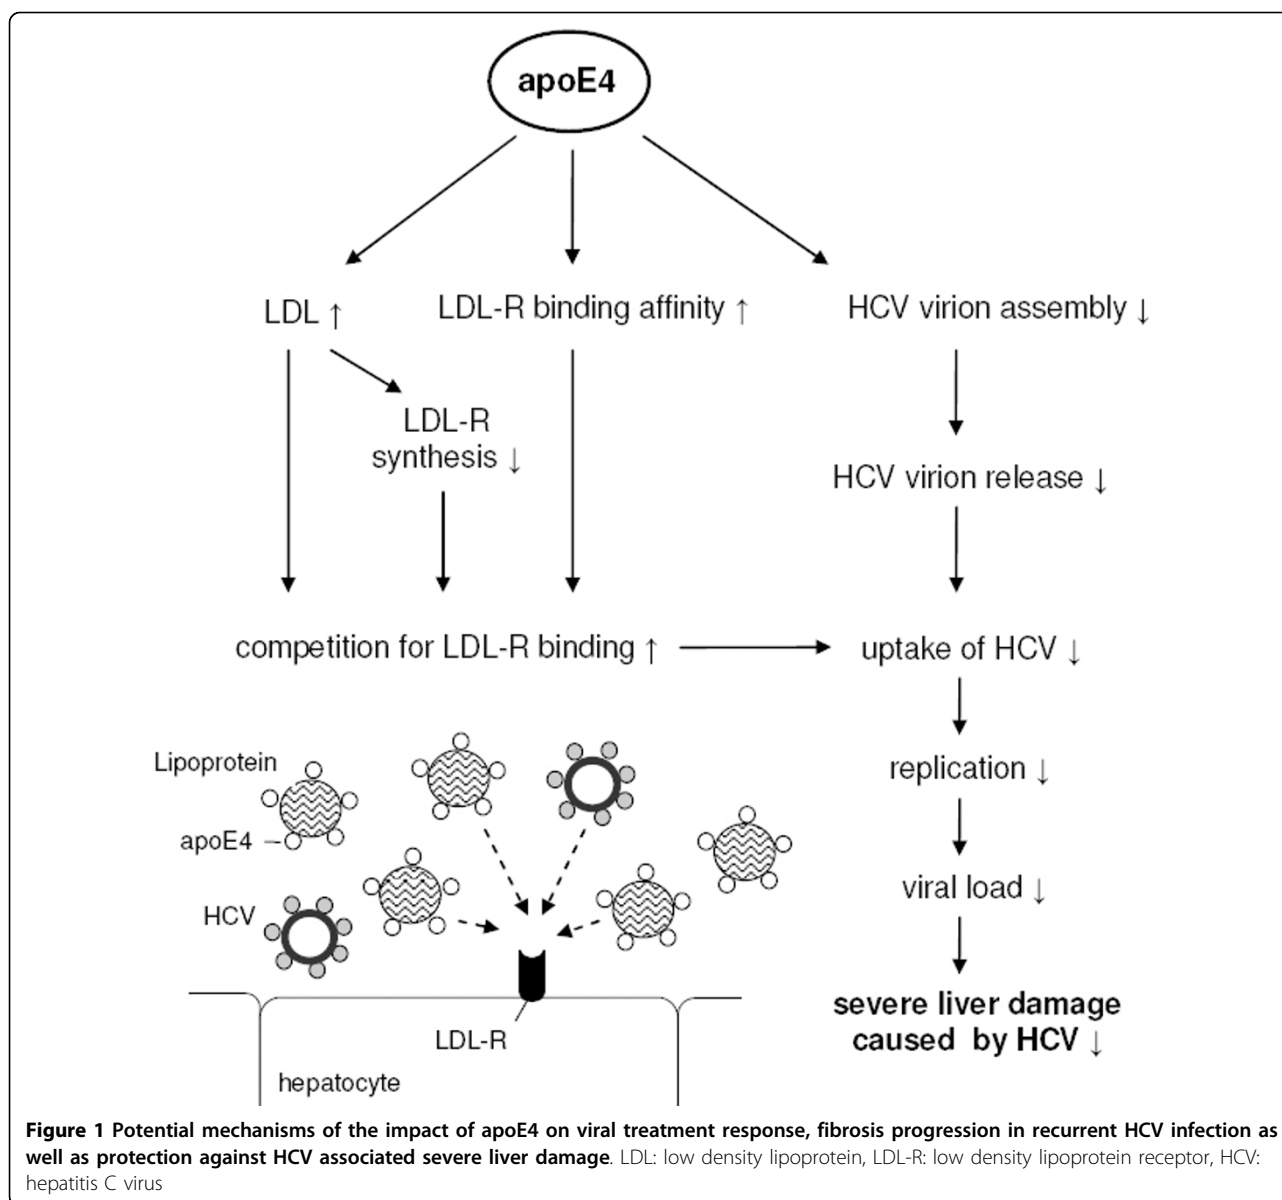 apoE4
LDL ↑
LDL-R binding affinity ↑
HCV virion assembly ↓
LDL-R
synthesis ↓
HCV virion release ↓
competition for LDL-R binding ↑
uptake of HCV ↓
replication ↓
viral load ↓
severe liver damage
caused by HCV ↓
Lipoprotein
apoE4
HCV
LDL-R
hepatocyte
Figure 1 Potential mechanisms of the impact of apoE4 on viral treatment response, fibrosis progression in recurrent HCV infection as
well as protection against HCV associated severe liver damage. LDL: low density lipoprotein, LDL-R: low density lipoprotein receptor, HCV:
hepatitis C virus